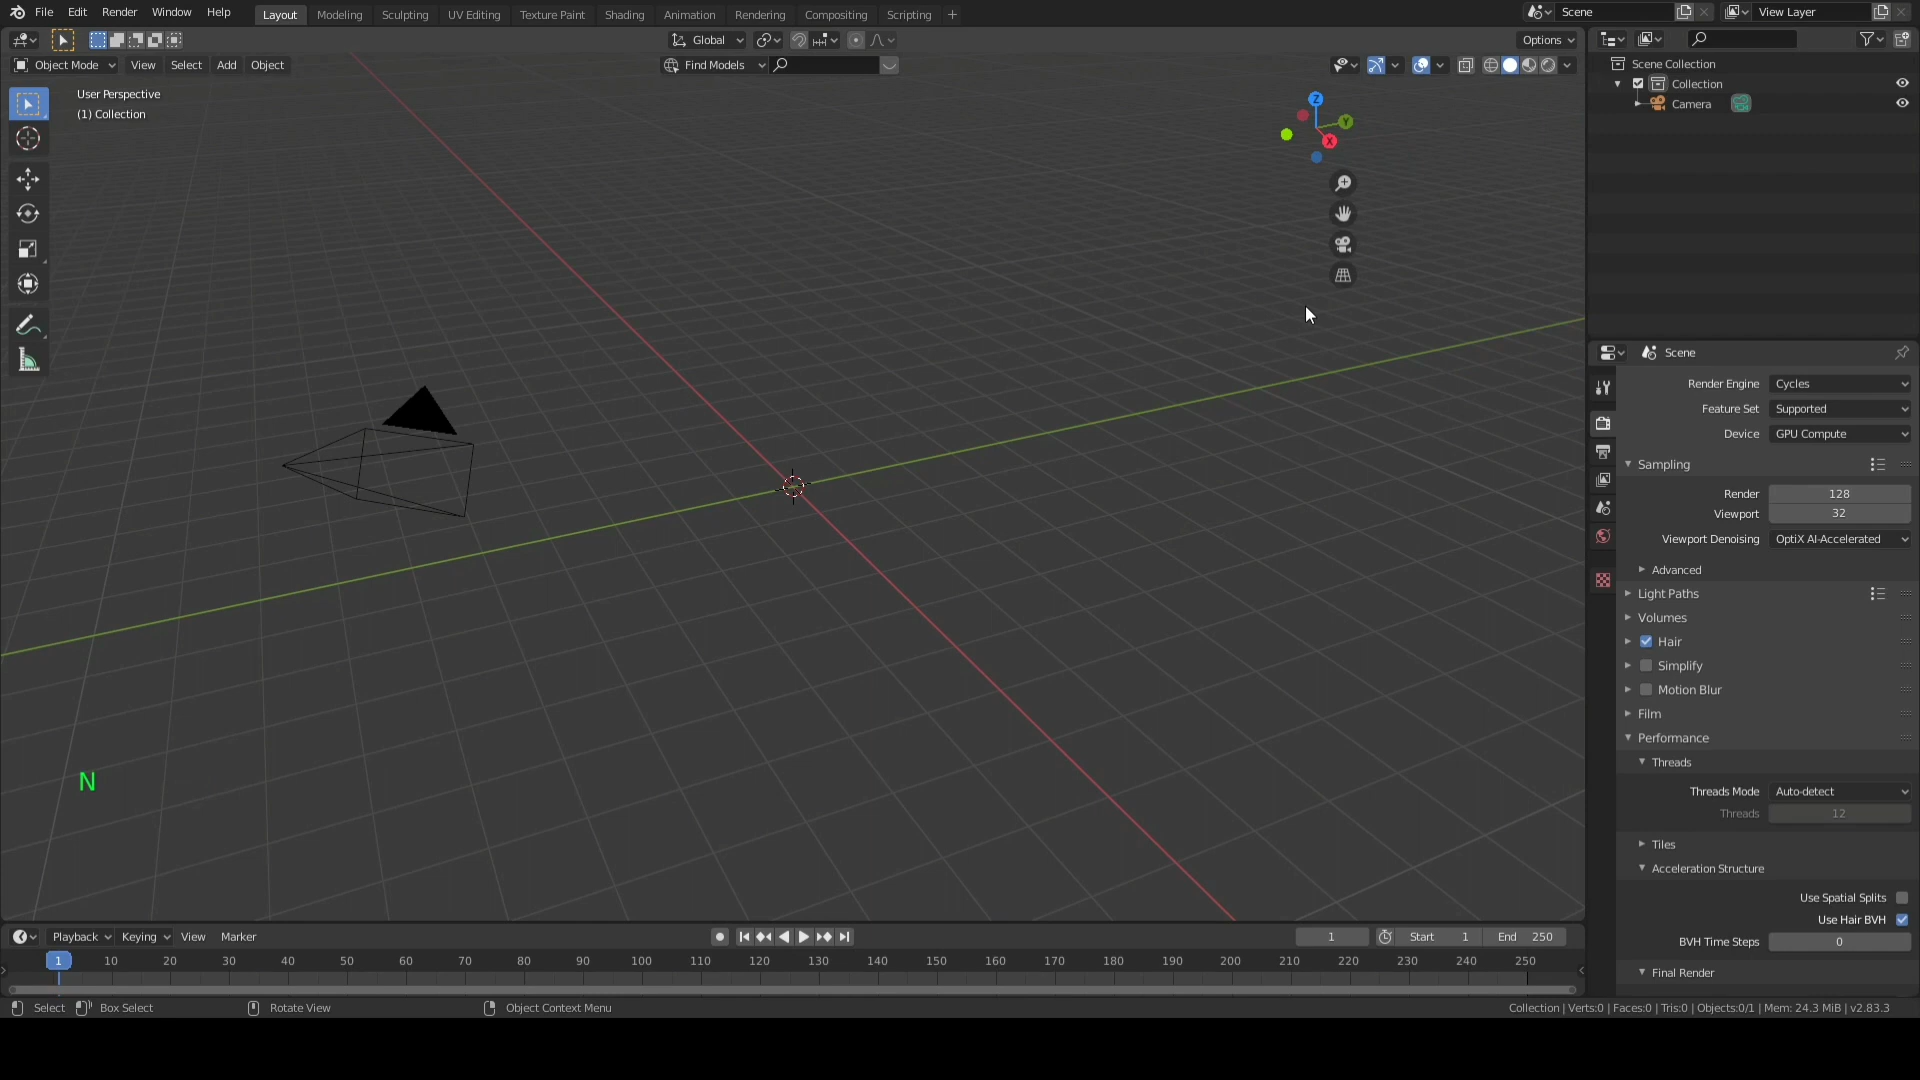 File Edit Render Window Help Layout Modeling Sculpting UV Editing Texture Paint Shading Animation Rendering Compositing Scripting + Scene View Layer
Global Options
Object Mode View Select Add Object Find Models
User Perspective
(1) Collection
Z
Y
X
N
Scene Collection
Collection
Camera
Scene
Render Engine Cycles
Feature Set Supported
Device GPU Compute
Sampling
Render 128
Viewport 32
Viewport Denoising OptiX AI-Accelerated
Advanced
Light Paths
Volumes
Hair
Simplify
Motion Blur
Film
Performance
Threads
Threads Mode Auto-detect
Threads 12
Tiles
Acceleration Structure
Use Spatial Splits
Use Hair BVH
BVH Time Steps 0
Final Render
Playback Keying View Marker 1 Start 1 End 250
1 10 20 30 40 50 60 70 80 90 100 110 120 130 140 150 160 170 180 190 200 210 220 230 240 250
Select Box Select Rotate View Object Context Menu Collection | Verts:0 | Faces:0 | Tris:0 | Objects:0/1 | Mem: 24.3 MiB | v2.83.3